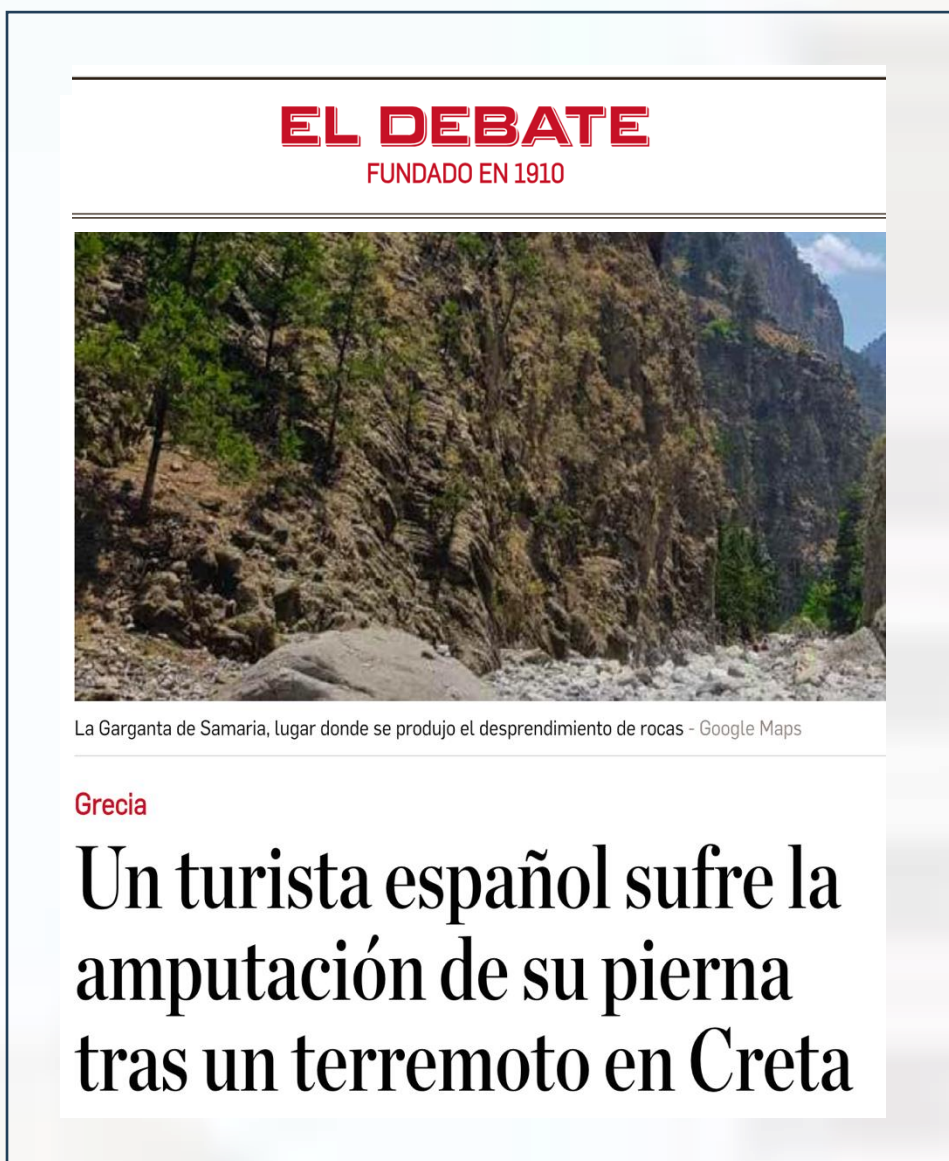 EL DEBATE
FUNDADO EN 1910
La Garganta de Samaria, lugar donde se produjo el desprendimiento de rocas - Google Maps
Grecia
Un turista español sufre la
amputación de su pierna
tras un terremoto en Creta